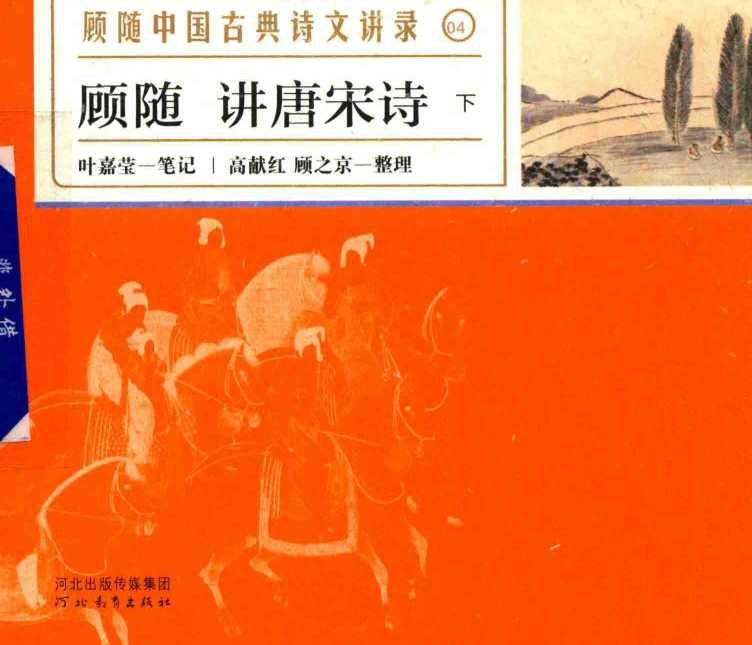 顾随中国古典诗文讲录 04
顾随 讲唐宋诗 下
叶嘉莹—笔记 | 高献红 顾之京—整理
外借
河北出版传媒集团
河北教育出版社